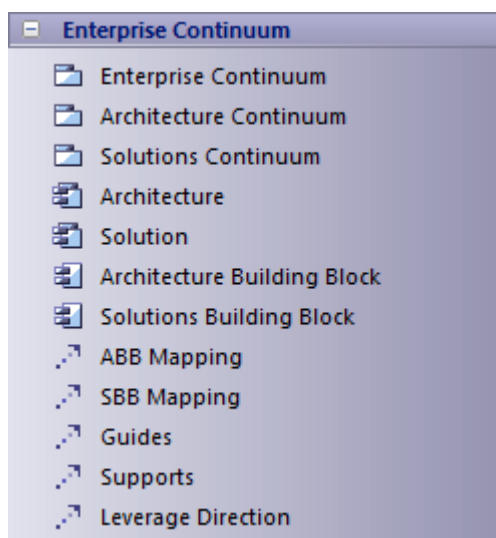 Enterprise Continuum
Enterprise Continuum
Architecture Continuum
Solutions Continuum
Architecture
Solution
Architecture Building Block
Solutions Building Block
ABB Mapping
SBB Mapping
Guides
Supports
Leverage Direction